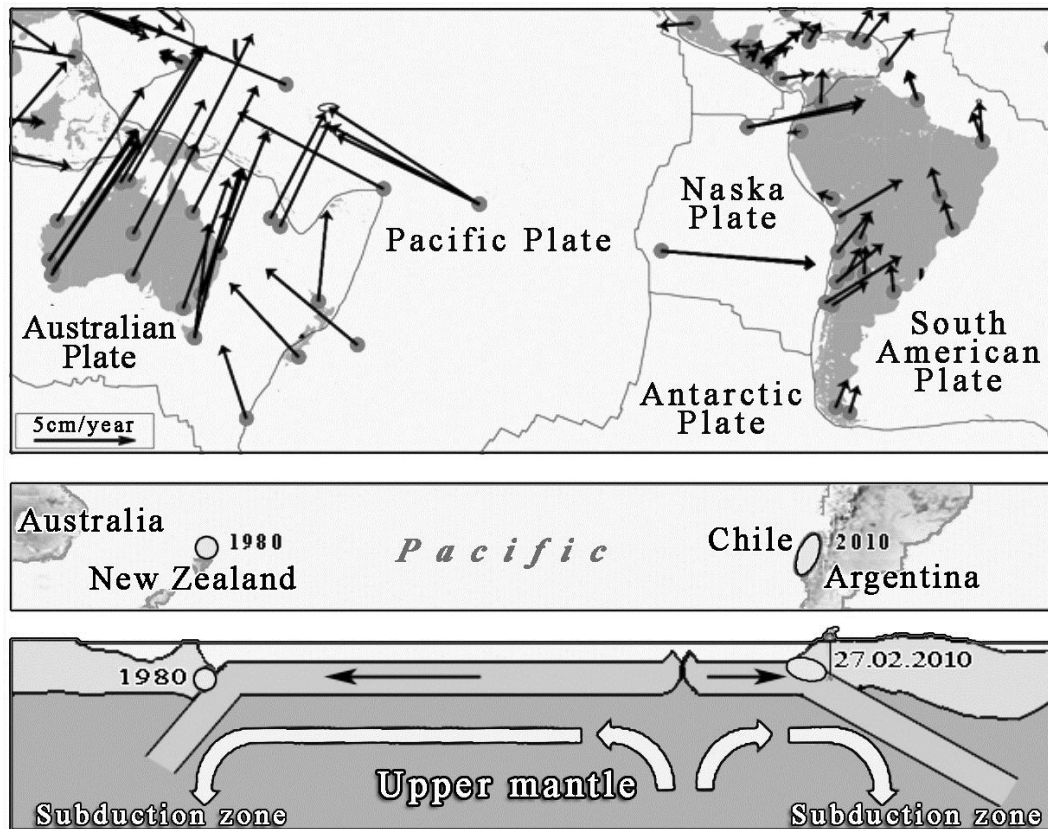 Naska
Plate
Pacific Plate
Australian
Plate
South
American
Plate
Antarctic
Plate
5cm/year
Australia
1980
New Zealand
Pacific
Chile
2010
Argentina
1980
27.02.2010
Upper mantle
Subduction zone
Subduction zone